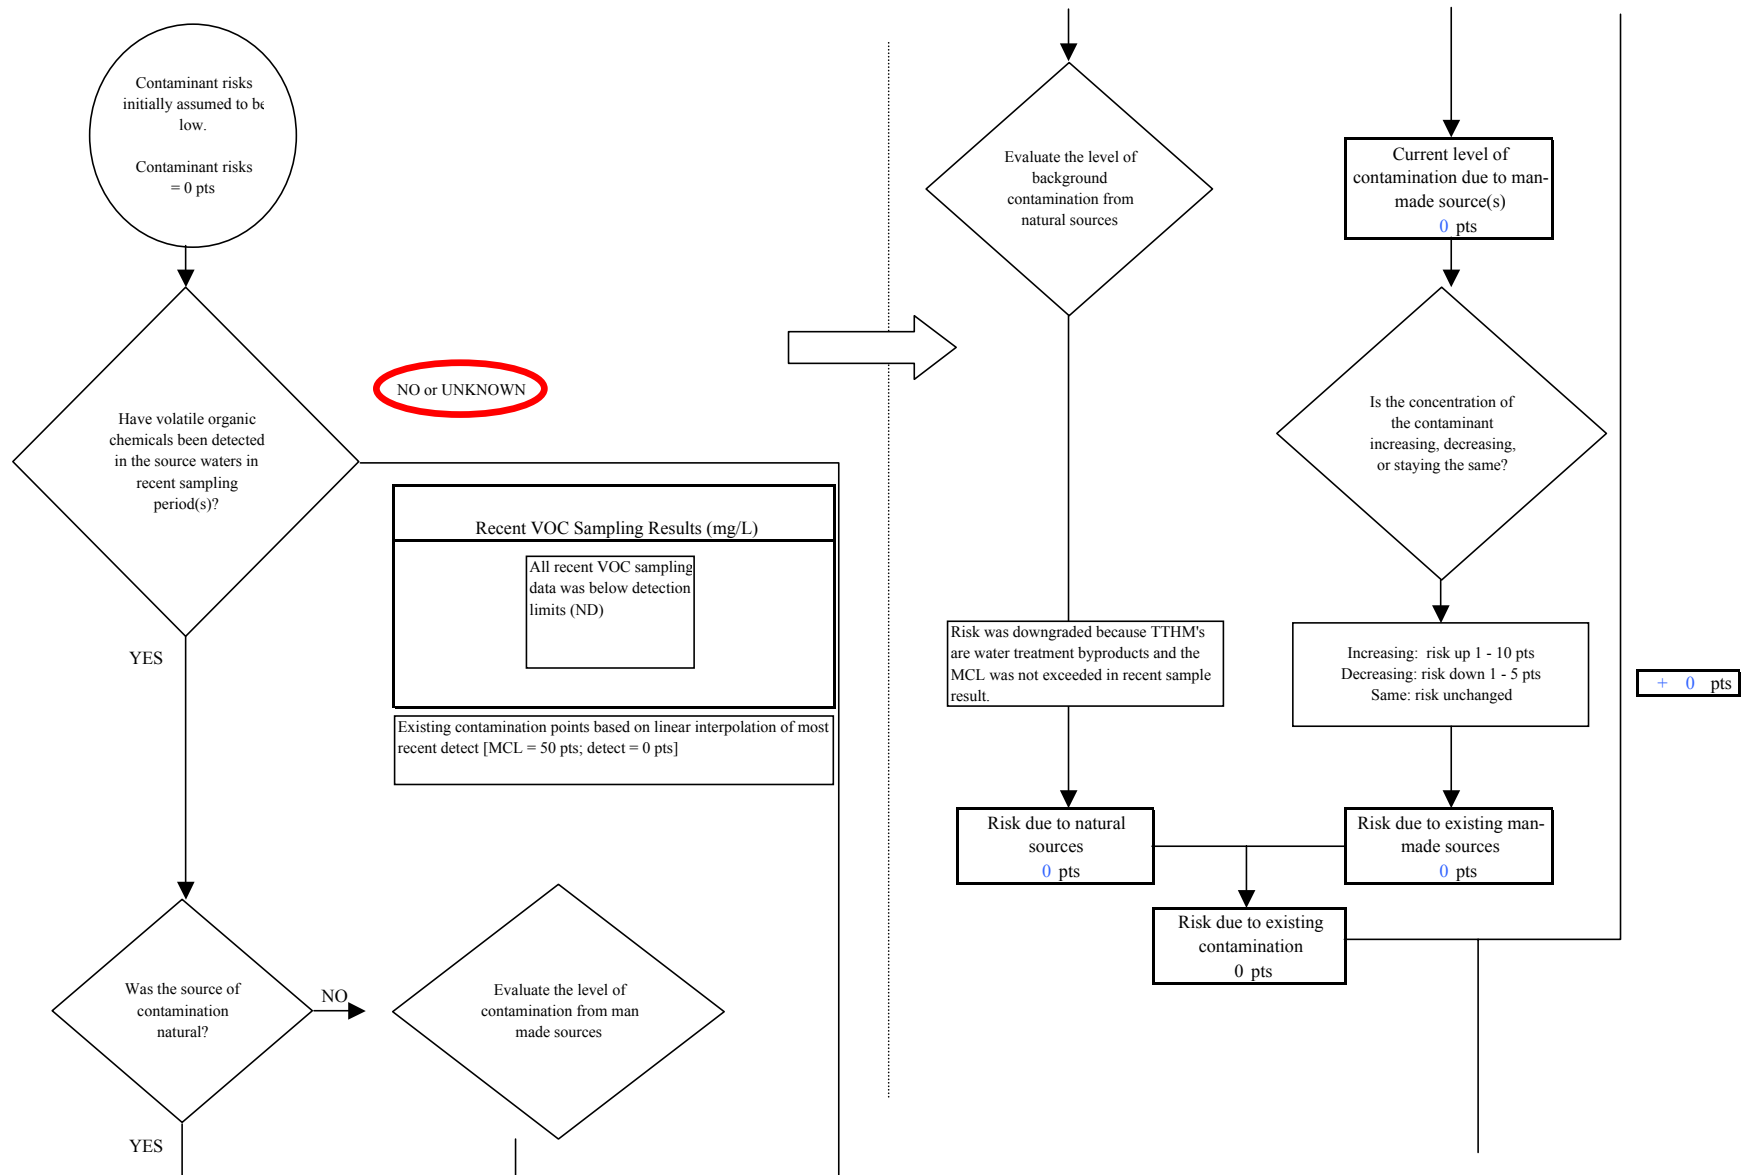 Contaminant risks
initially assumed to be
low.
Contaminant risks
= 0 pts
NO or UNKNOWN
Have volatile organic
chemicals been detected
in the source waters in
recent sampling
period(s)?
Recent VOC Sampling Results (mg/L)
All recent VOC sampling
data was below detection
limits (ND)
YES
Existing contamination points based on linear interpolation of most
recent detect [MCL = 50 pts; detect = 0 pts]
Was the source of
contamination
natural?
NO
Evaluate the level of
contamination from man
made sources
YES
Evaluate the level of
background
contamination from
natural sources
Current level of
contamination due to man-
made source(s)
0 pts
Is the concentration of
the contaminant
increasing, decreasing,
or staying the same?
Risk was downgraded because TTHM's
are water treatment byproducts and the
MCL was not exceeded in recent sample
result.
Increasing: risk up 1 - 10 pts
Decreasing: risk down 1 - 5 pts
Same: risk unchanged
+ 0 pts
Risk due to natural
sources
0 pts
Risk due to existing man-
made sources
0 pts
Risk due to existing
contamination
0 pts